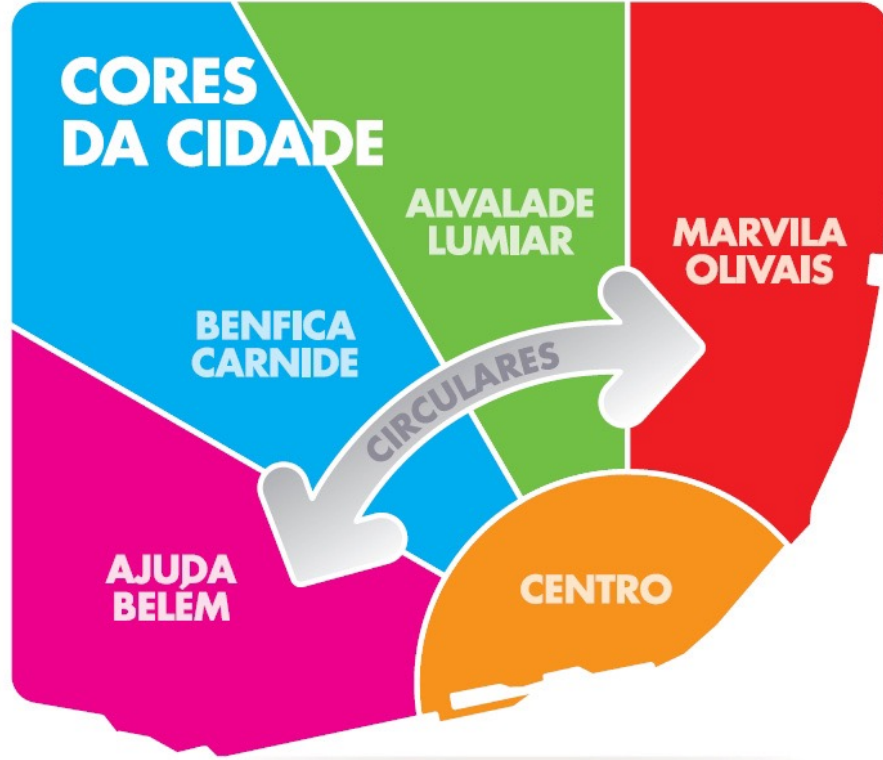 CORES
DA CIDADE
ALVALADE
LUMIAR
MARVILA
OLIVAIS
BENFICA
CARNIDE
CIRCULARES
AJUDA
BELÉM
CENTRO